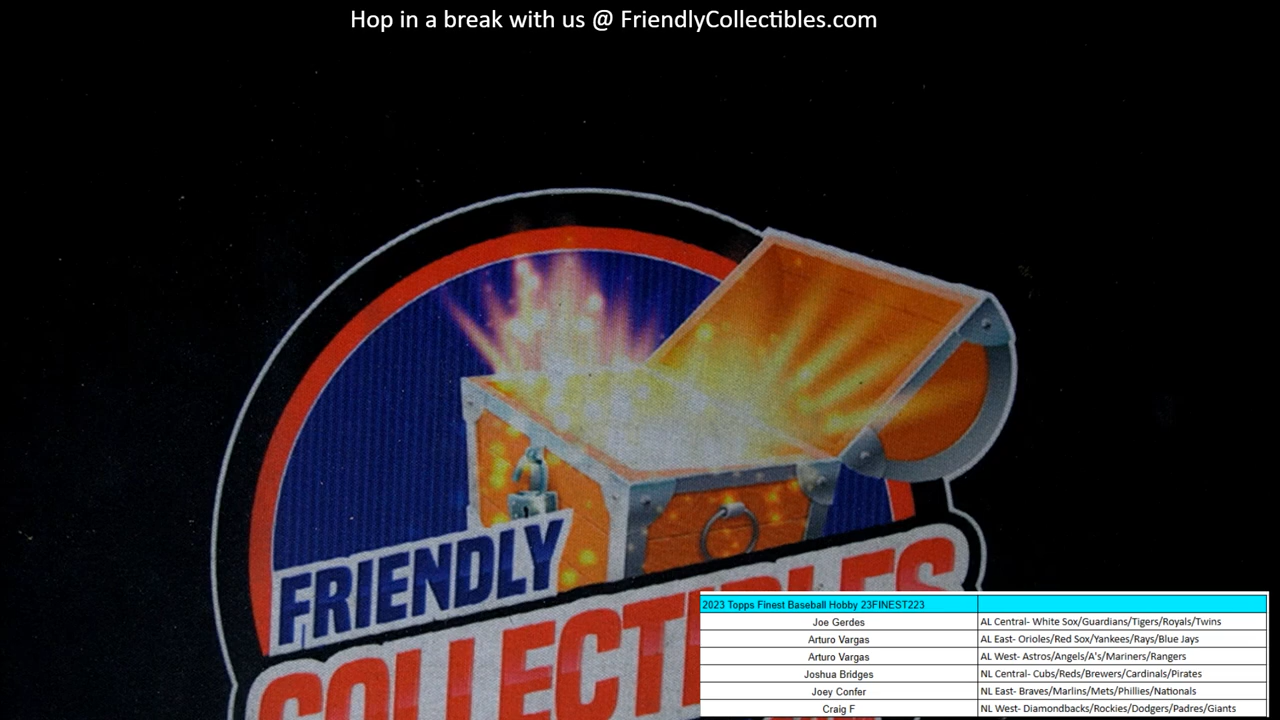 Hop in a break with us @ FriendlyCollectibles.com
FRIENDLY
COLLECTIBLES
2023 Topps Finest Baseball Hobby 23FINEST223
Joe Gerdes AL Central- White Sox/Guardians/Tigers/Royals/Twins
Arturo Vargas AL East- Orioles/Red Sox/Yankees/Rays/Blue Jays
Arturo Vargas AL West- Astros/Angels/A's/Mariners/Rangers
Joshua Bridges NL Central- Cubs/Reds/Brewers/Cardinals/Pirates
Joey Confer NL East- Braves/Marlins/Mets/Phillies/Nationals
Craig F NL West- Diamondbacks/Rockies/Dodgers/Padres/Giants